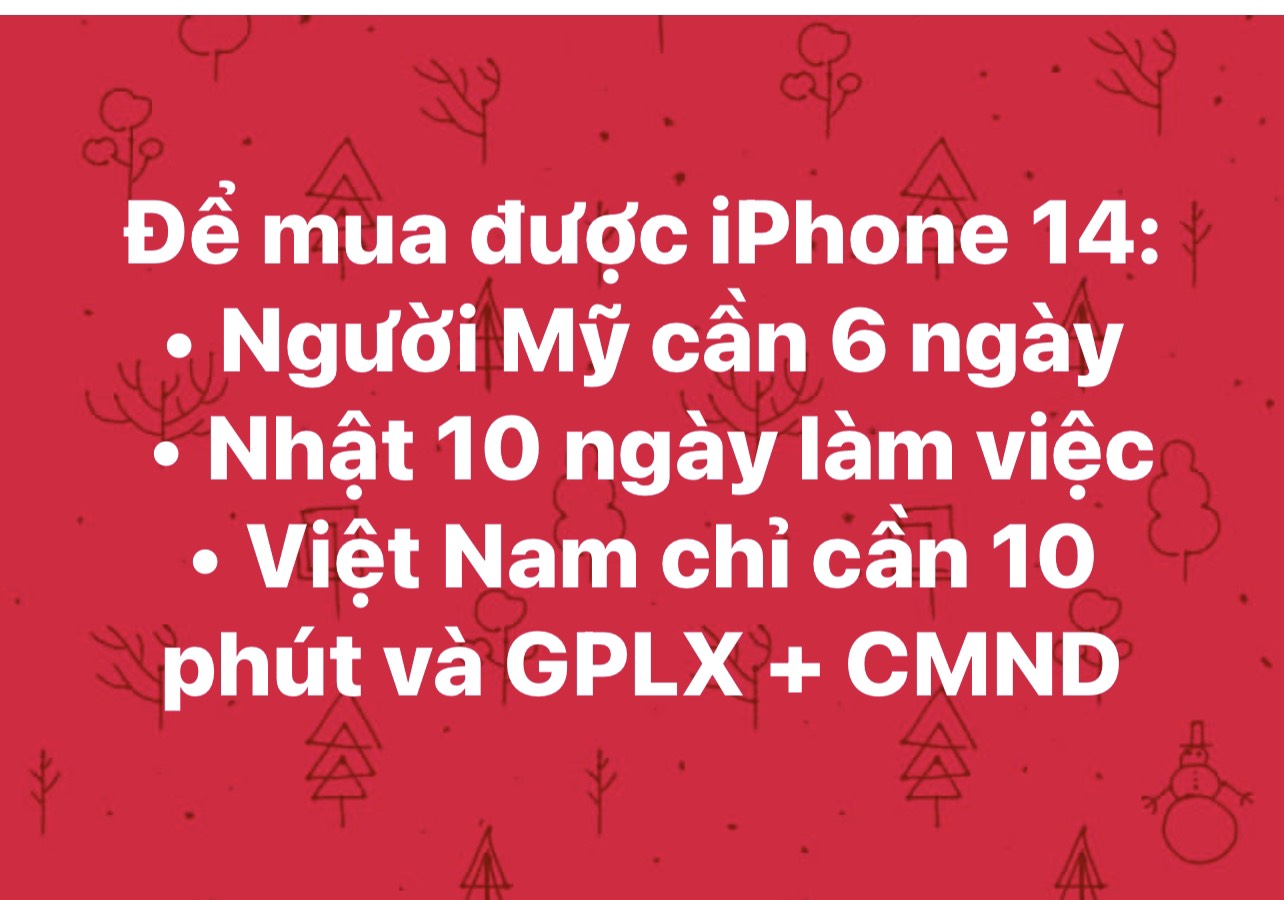 Để mua được iPhone 14:
• Người Mỹ cần 6 ngày
• Nhật 10 ngày làm việc
• Việt Nam chỉ cần 10
phút và GPLX + CMND